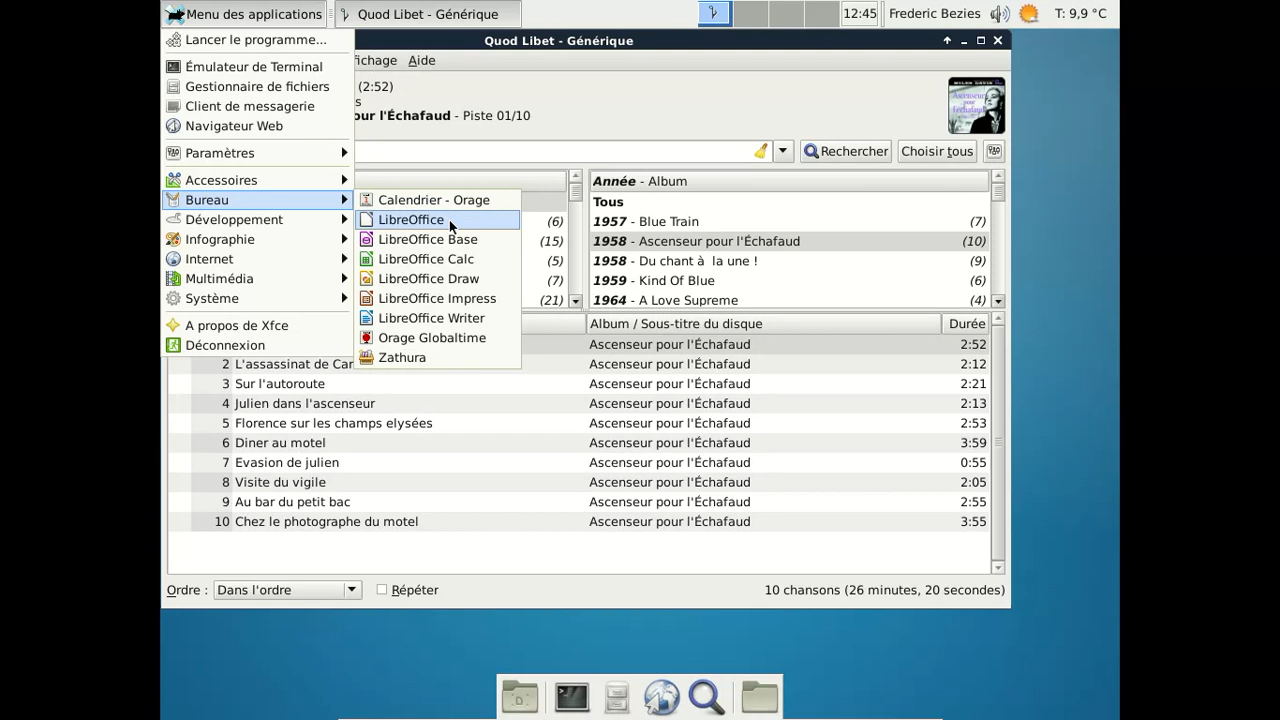 Menu des applications
Quod Libet - Générique
12:45
Frederic Bezies
T: 9,9 °C
Quod Libet - Générique
Lancer le programme...
Émulateur de Terminal
Gestionnaire de fichiers
Client de messagerie
Navigateur Web
Paramètres
Accessoires
Bureau
Développement
Infographie
Internet
Multimédia
Système
A propos de Xfce
Déconnexion
Calendrier - Orage
LibreOffice
LibreOffice Base
LibreOffice Calc
LibreOffice Draw
LibreOffice Impress
LibreOffice Writer
Orage Globaltime
Zathura
ffichage Aide
(2:52)
s
our l'Échafaud - Piste 01/10
Rechercher
Choisir tous
(6)
(15)
(5)
(7)
(21)
Année - Album
Tous
1957 - Blue Train (7)
1958 - Ascenseur pour l'Échafaud (10)
1958 - Du chant à la une ! (9)
1959 - Kind Of Blue (6)
1964 - A Love Supreme (4)
Album / Sous-titre du disque Durée
Ascenseur pour l'Échafaud 2:52
2 L'assassinat de Car Ascenseur pour l'Échafaud 2:12
3 Sur l'autoroute Ascenseur pour l'Échafaud 2:21
4 Julien dans l'ascenseur Ascenseur pour l'Échafaud 2:13
5 Florence sur les champs elysées Ascenseur pour l'Échafaud 2:53
6 Diner au motel Ascenseur pour l'Échafaud 3:59
7 Evasion de julien Ascenseur pour l'Échafaud 0:55
8 Visite du vigile Ascenseur pour l'Échafaud 2:05
9 Au bar du petit bac Ascenseur pour l'Échafaud 2:55
10 Chez le photographe du motel Ascenseur pour l'Échafaud 3:55
Ordre : Dans l'ordre Répéter 10 chansons (26 minutes, 20 secondes)